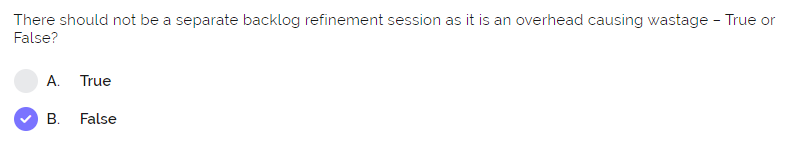 There should not be a separate backlog refinement session as it is an overhead causing wastage – True or
False?
A. True
B. False